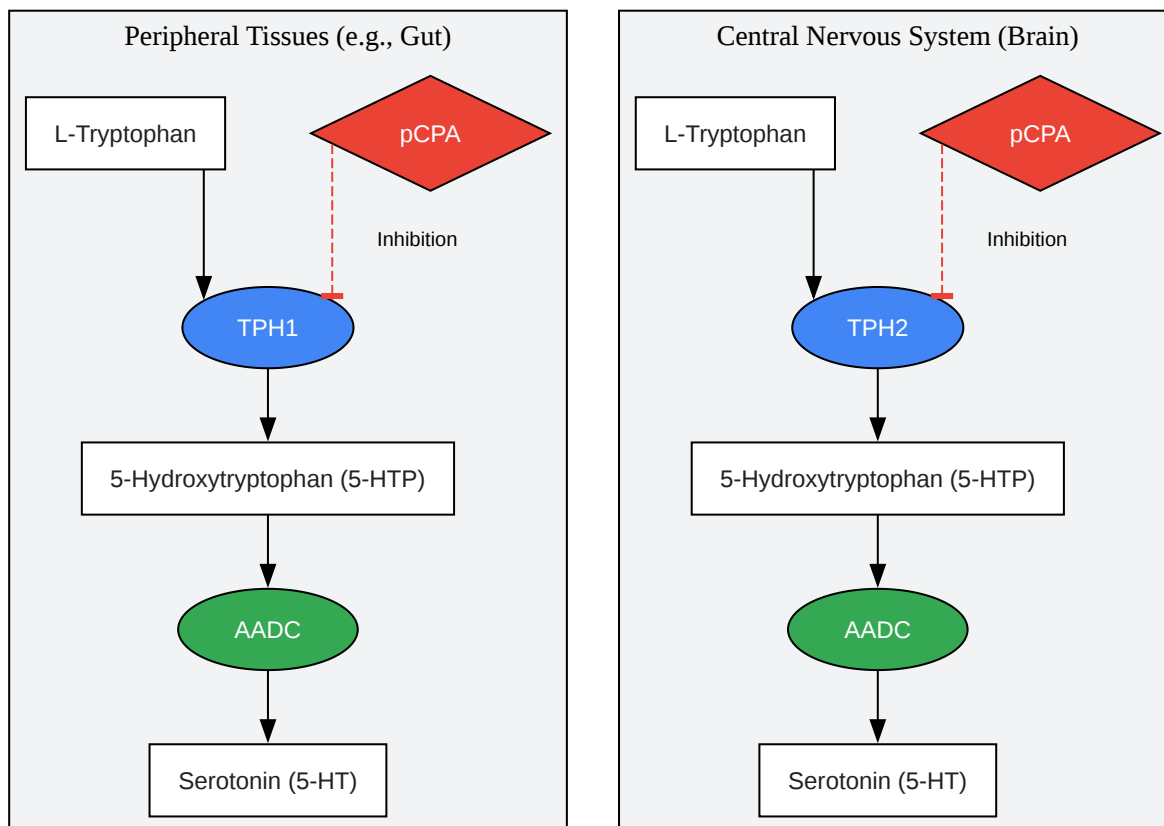 Peripheral Tissues (e.g., Gut)
L-Tryptophan
pCPA
Inhibition
TPH1
5-Hydroxytryptophan (5-HTP)
AADC
Serotonin (5-HT)
Central Nervous System (Brain)
L-Tryptophan
pCPA
Inhibition
TPH2
5-Hydroxytryptophan (5-HTP)
AADC
Serotonin (5-HT)